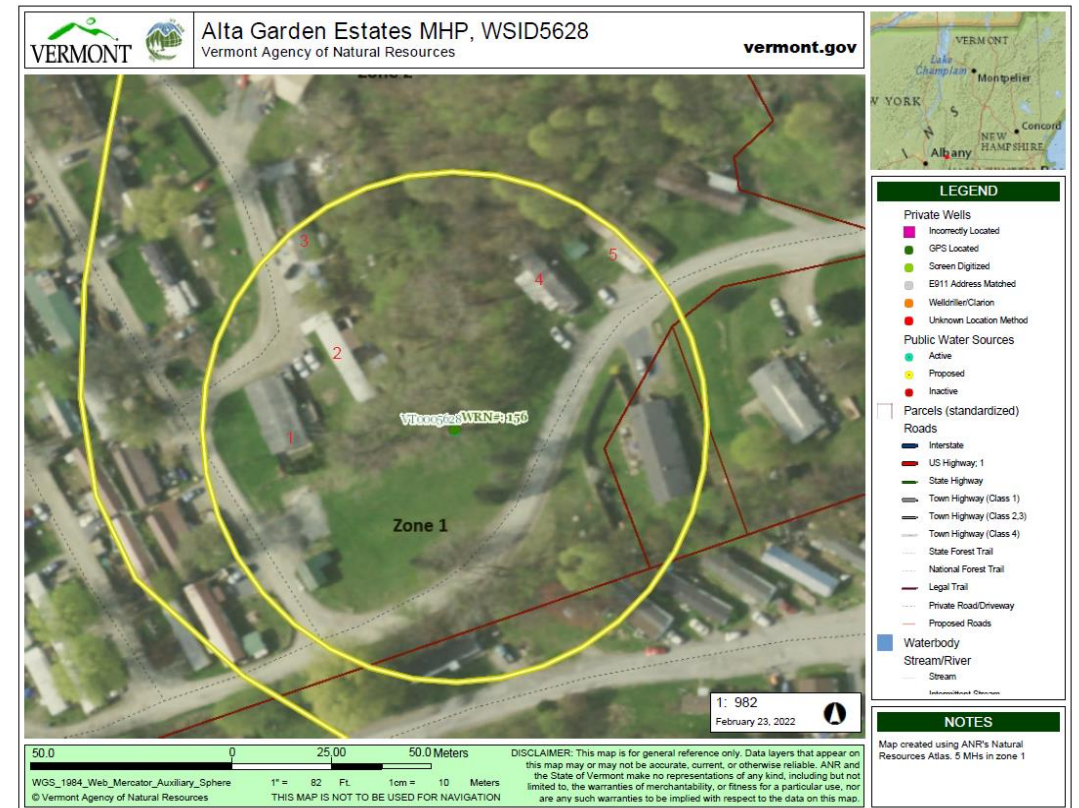 VERMONT
Alta Garden Estates MHP, WSID5628
Vermont Agency of Natural Resources
vermont.gov
VERMONT
Lake
Champlain
Montpelier
W YORK
NEW
HAMPSHIRE
Concord
Albany
Zone 2
3
5
4
2
VT0005628 WRN#: 156
1
Zone 1
1: 982
February 23, 2022
LEGEND
Private Wells
Incorrectly Located
GPS Located
Screen Digitized
E911 Address Matched
Welldriller/Clarion
Unknown Location Method
Public Water Sources
Active
Proposed
Inactive
Parcels (standardized)
Roads
Interstate
US Highway; 1
State Highway
Town Highway (Class 1)
Town Highway (Class 2,3)
Town Highway (Class 4)
State Forest Trail
National Forest Trail
Legal Trail
Private Road/Driveway
Proposed Roads
Waterbody
Stream/River
Stream
Intermittent Stream
NOTES
Map created using ANR's Natural
Resources Atlas. 5 MHs in zone 1
50.0 0 25.00 50.0 Meters
WGS_1984_Web_Mercator_Auxiliary_Sphere
© Vermont Agency of Natural Resources
1" = 82 Ft. 1cm = 10 Meters
THIS MAP IS NOT TO BE USED FOR NAVIGATION
DISCLAIMER: This map is for general reference only. Data layers that appear on
this map may or may not be accurate, current, or otherwise reliable. ANR and
the State of Vermont make no representations of any kind, including but not
limited to, the warranties of merchantability, or fitness for a particular use, nor
are any such warranties to be implied with respect to the data on this map.